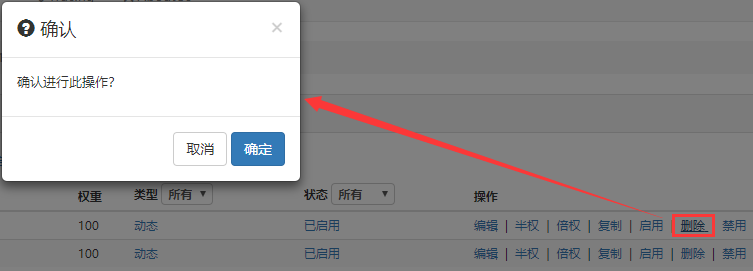 确认 ×
确认进行此操作?
取消 确定
权重 类型 所有 状态 所有 操作
100 动态 已启用 编辑 | 半权 | 倍权 | 复制 | 启用 | 删除 | 禁用
100 动态 已启用 编辑 | 半权 | 倍权 | 复制 | 启用 | 删除 | 禁用